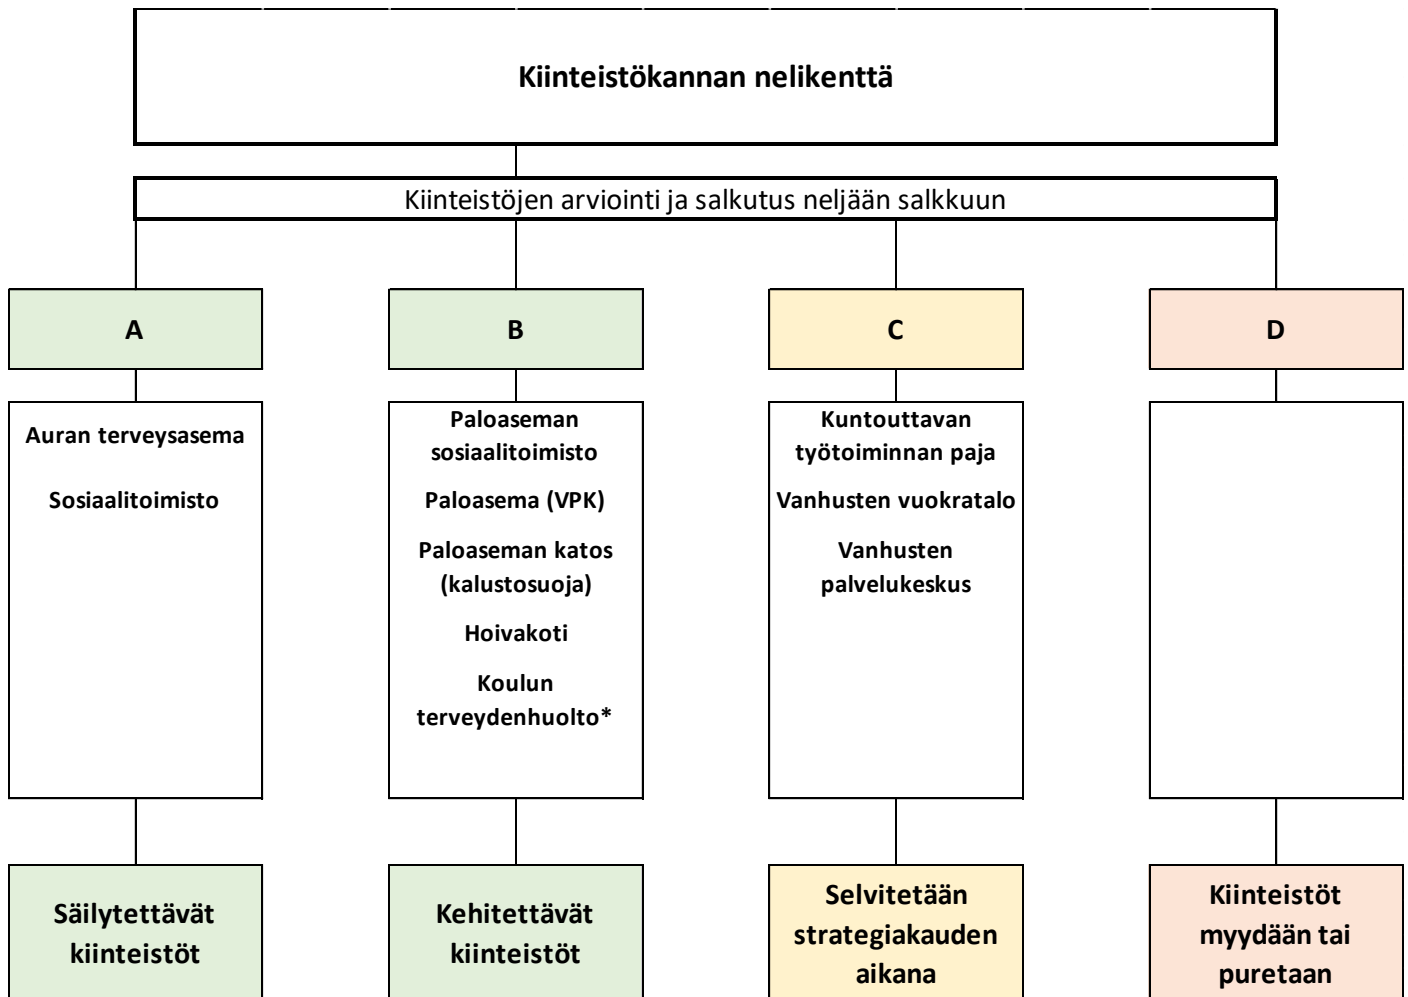 Kiinteistökannan nelikenttä
Kiinteistöjen arviointi ja salkutus neljään salkkuun
A
B
C
D
Auran terveysasema
Sosiaalitoimisto
Paloaseman
sosiaalitoimisto
Paloasema (VPK)
Paloaseman katos
(kalustosuoja)
Hoivakoti
Koulun
terveydenhuolto*
Kuntouttavan
työtoiminnan paja
Vanhusten vuokratalo
Vanhusten
palvelukeskus
Säilytettävät
kiinteistöt
Kehitettävät
kiinteistöt
Selvitetään
strategiakauden
aikana
Kiinteistöt
myydään tai
puretaan